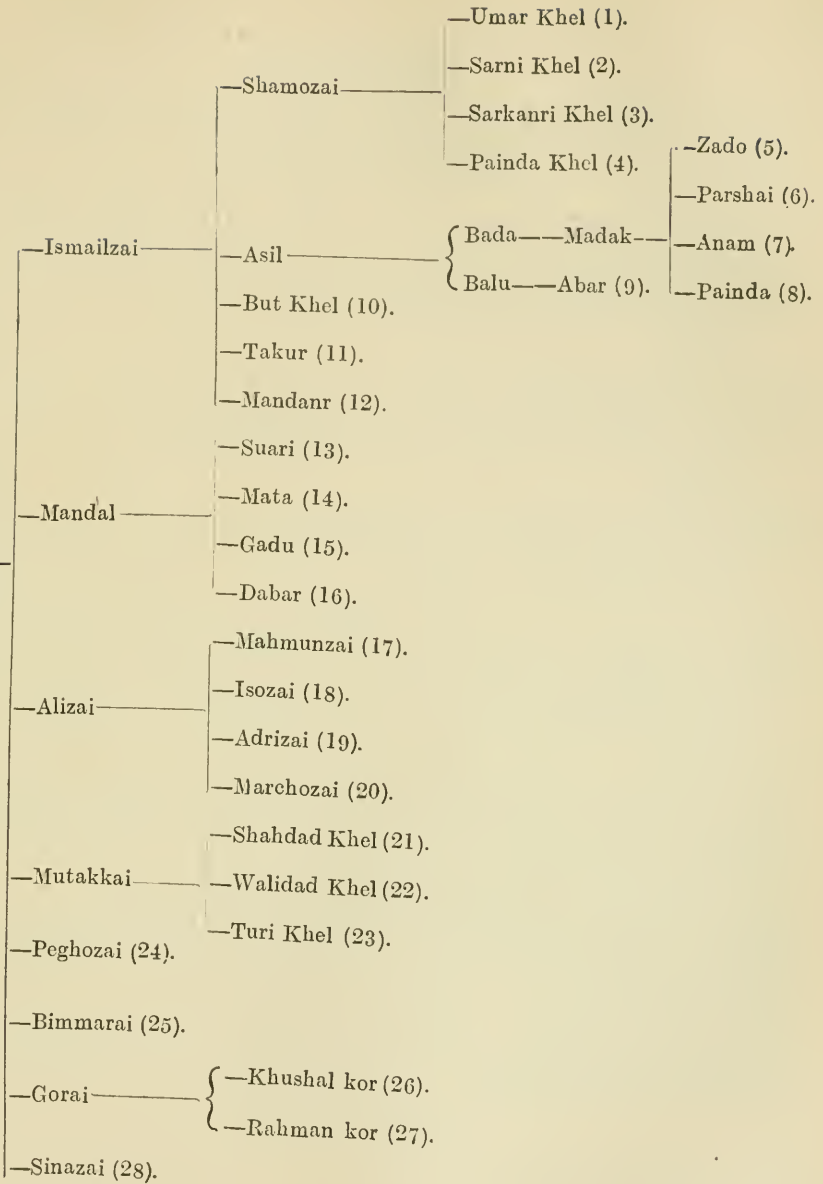 —Umar Khel (1).
—Sarni Khel (2).
—Shamozai
—Sarkanri Khel (3).
—Painda Khel (4).
—Zado (5).
—Parshai (6).
—Ismailzai
—Asil
Bada——Madak
—Anam (7).
Balu——Abar (9).
—Painda (8).
—But Khel (10).
—Takur (11).
—Mandanr (12).
—Suari (13).
—Mata (14).
—Mandal
—Gadu (15).
—Dabar (16).
—Mahmunzai (17).
—Isozai (18).
—Alizai
—Adrizai (19).
—Marchozai (20).
—Shahdad Khel (21).
—Mutakkai
—Walidad Khel (22).
—Turi Khel (23).
—Peghozai (24).
—Bimmarai (25).
—Khushal kor (26).
—Gorai
—Rahman kor (27).
—Sinazai (28).